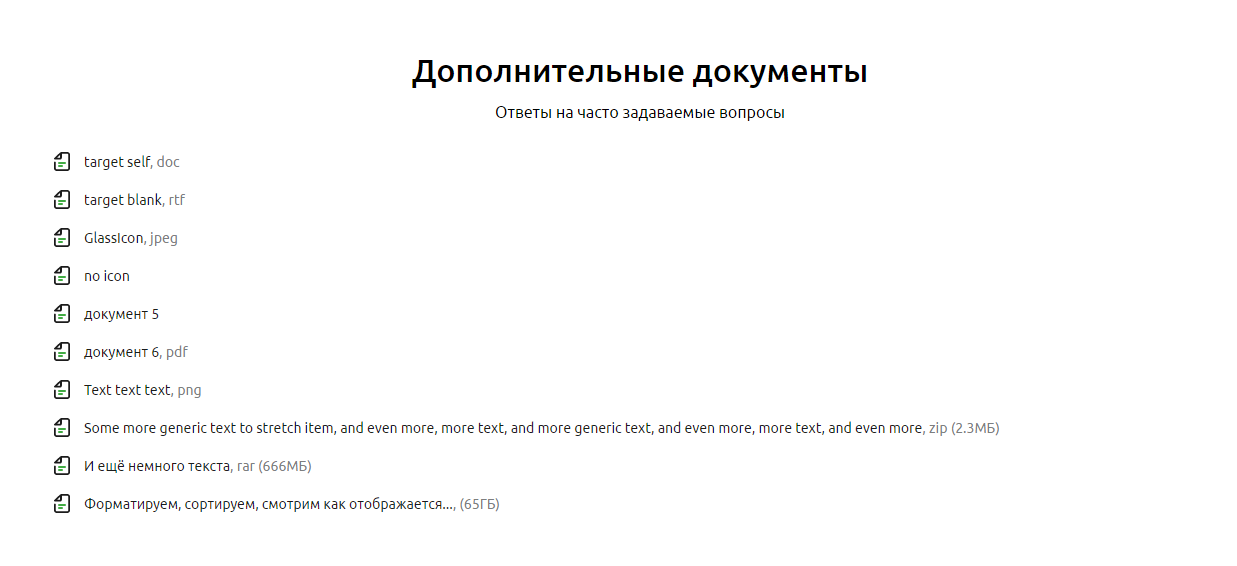 Дополнительные документы
Ответы на часто задаваемые вопросы
target self, doc
target blank, rtf
GlassIcon, jpeg
no icon
документ 5
документ 6, pdf
Text text text, png
Some more generic text to stretch item, and even more, more text, and more generic text, and even more, more text, and even more, zip (2.3МБ)
И ещё немного текста, rar (666МБ)
Форматируем, сортируем, смотрим как отображается..., (65ГБ)